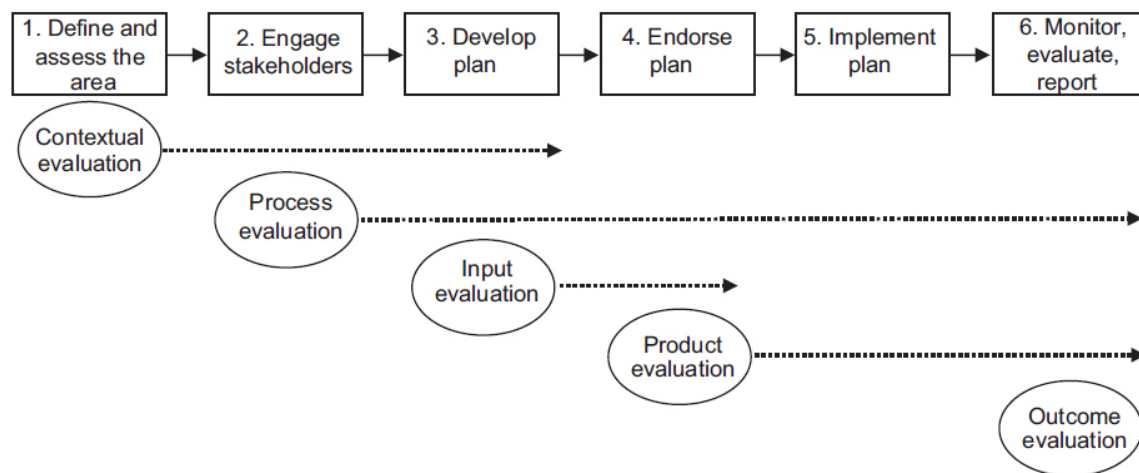 1. Define and
assess the
area
2. Engage
stakeholders
3. Develop
plan
4. Endorse
plan
5. Implement
plan
6. Monitor,
evaluate,
report
Contextual
evaluation
Process
evaluation
Input
evaluation
Product
evaluation
Outcome
evaluation